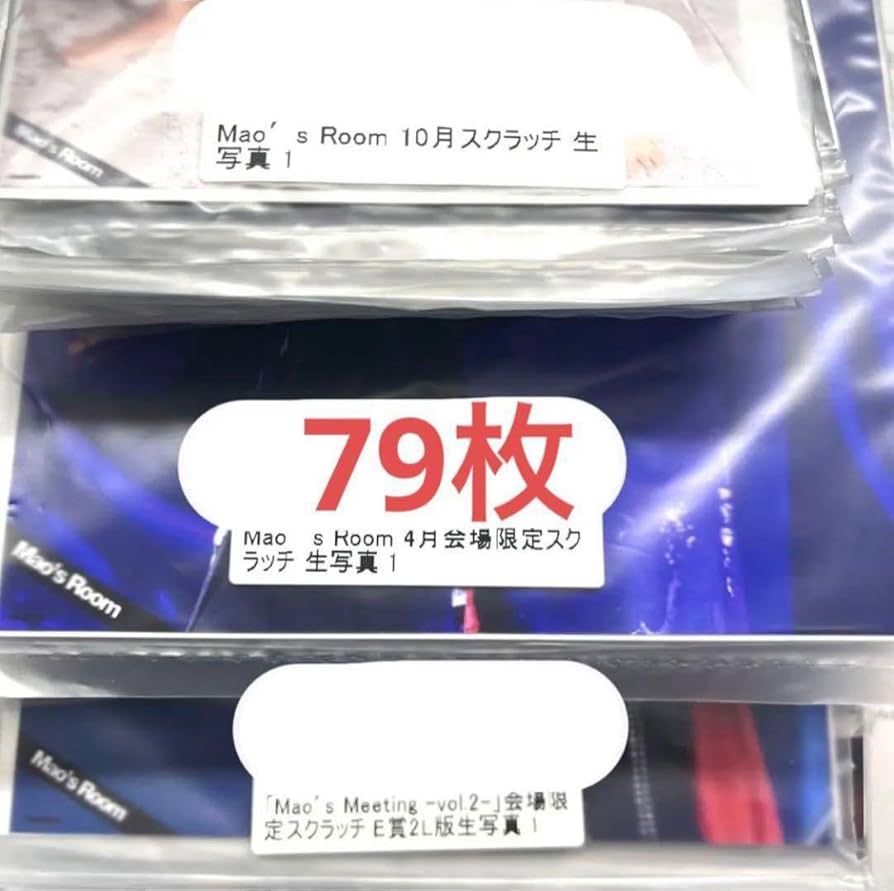 Mao's Room
Mao′s Room 10月スクラッチ 生
写真 1
79枚
Mao s Room 4月会場限定スク
ラッチ 生写真 1
Mao's Room
Mao's Room
「Mao′s Meeting -vol.2-」会場限
定スクラッチ E賞2L版生写真 1